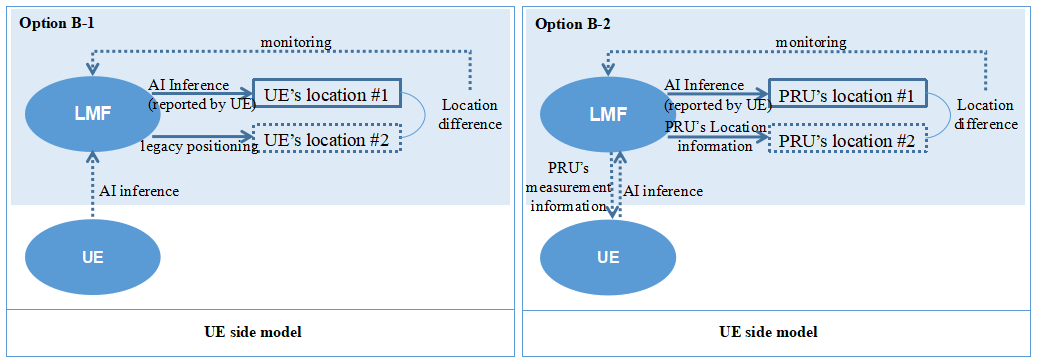 Option B-1
monitoring
AI Inference
(reported by UE)
UE's location #1
LMF
Location
difference
legacy positioning
UE's location #2
AI inference
UE
UE side model
Option B-2
monitoring
AI Inference
(reported by UE)
PRU's location #1
LMF
Location
difference
PRU's Location
information
PRU's location #2
PRU's
measurement
information
AI inference
UE
UE side model